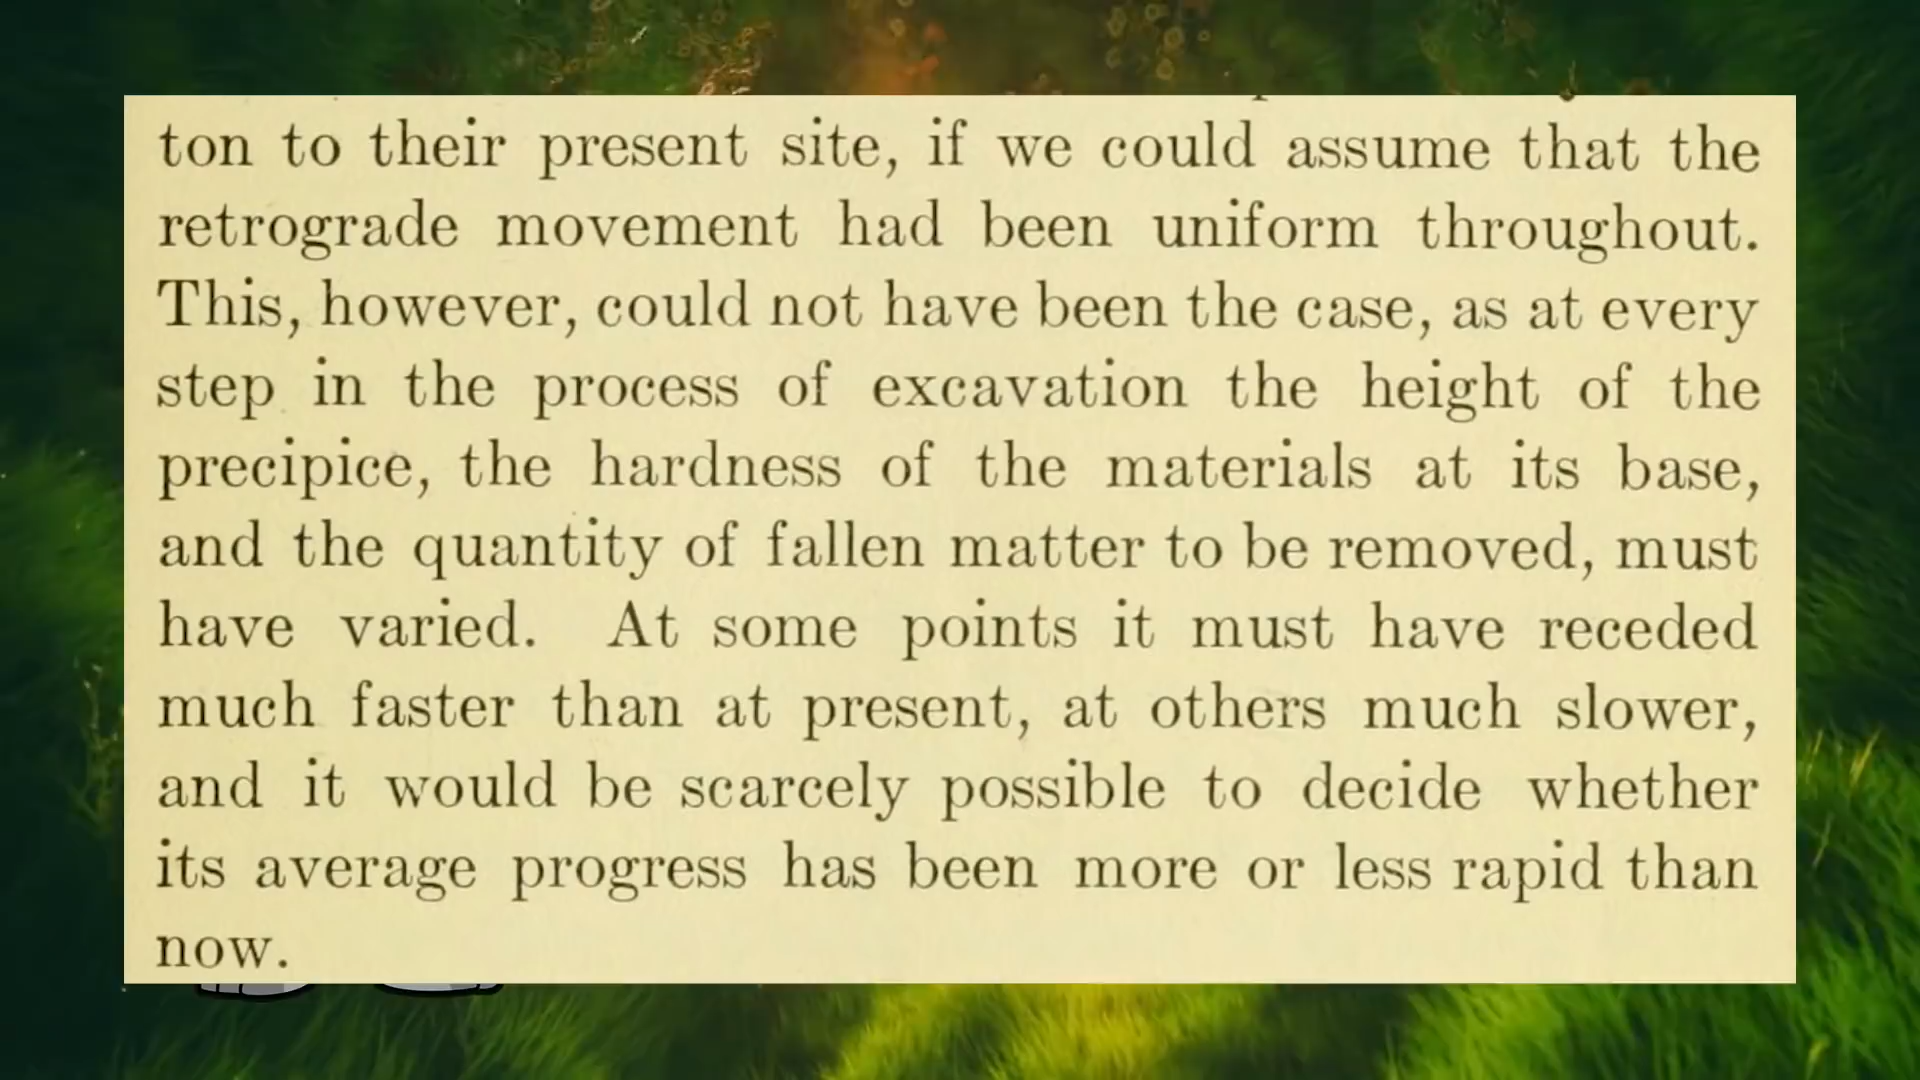 ton to their present site, if we could assume that the
retrograde movement had been uniform throughout.
This, however, could not have been the case, as at every
step in the process of excavation the height of the
precipice, the hardness of the materials at its base,
and the quantity of fallen matter to be removed, must
have varied. At some points it must have receded
much faster than at present, at others much slower,
and it would be scarcely possible to decide whether
its average progress has been more or less rapid than
now.